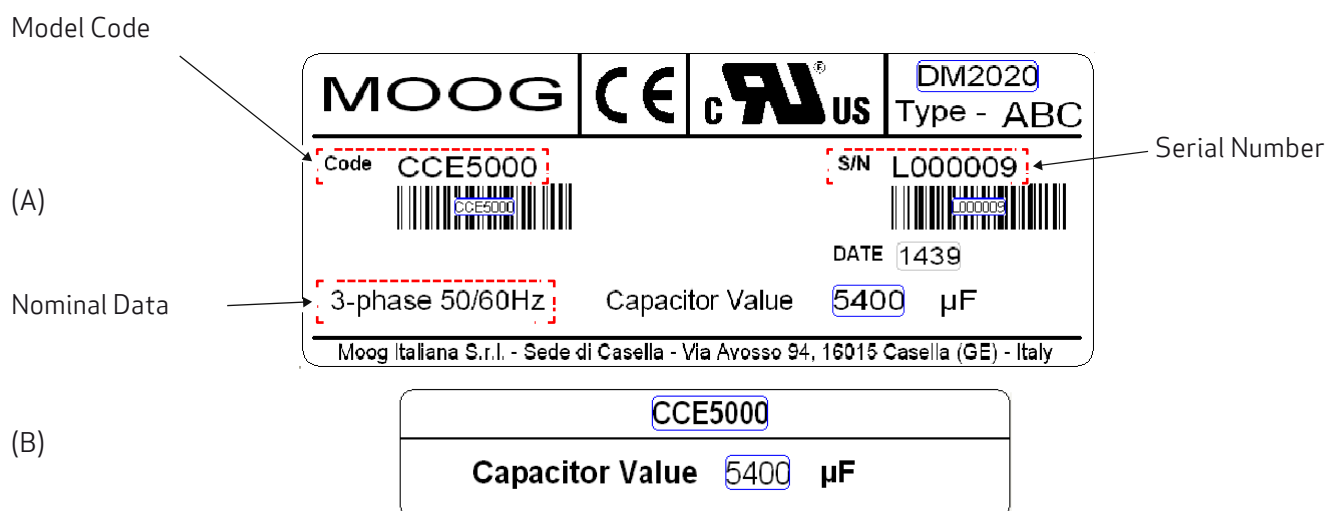 Model Code
MOOG CE c RU ® US DM2020
Type - ABC
Code CCE5000 S/N L000009
Serial Number
(A)
CCE5000 L000009
DATE 1439
Nominal Data
3-phase 50/60Hz Capacitor Value 5400 µF
Moog Italiana S.r.l. - Sede di Casella - Via Avosso 94, 16015 Casella (GE) - Italy
(B)
CCE5000
Capacitor Value 5400 µF